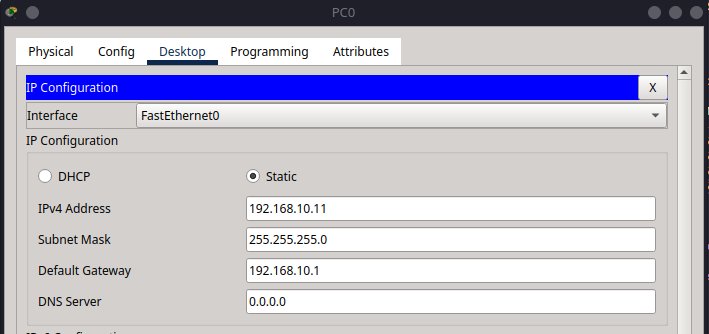 PC0
Physical Config Desktop Programming Attributes
IP Configuration X
Interface FastEthernet0
IP Configuration
DHCP Static
IPv4 Address 192.168.10.11
Subnet Mask 255.255.255.0
Default Gateway 192.168.10.1
DNS Server 0.0.0.0